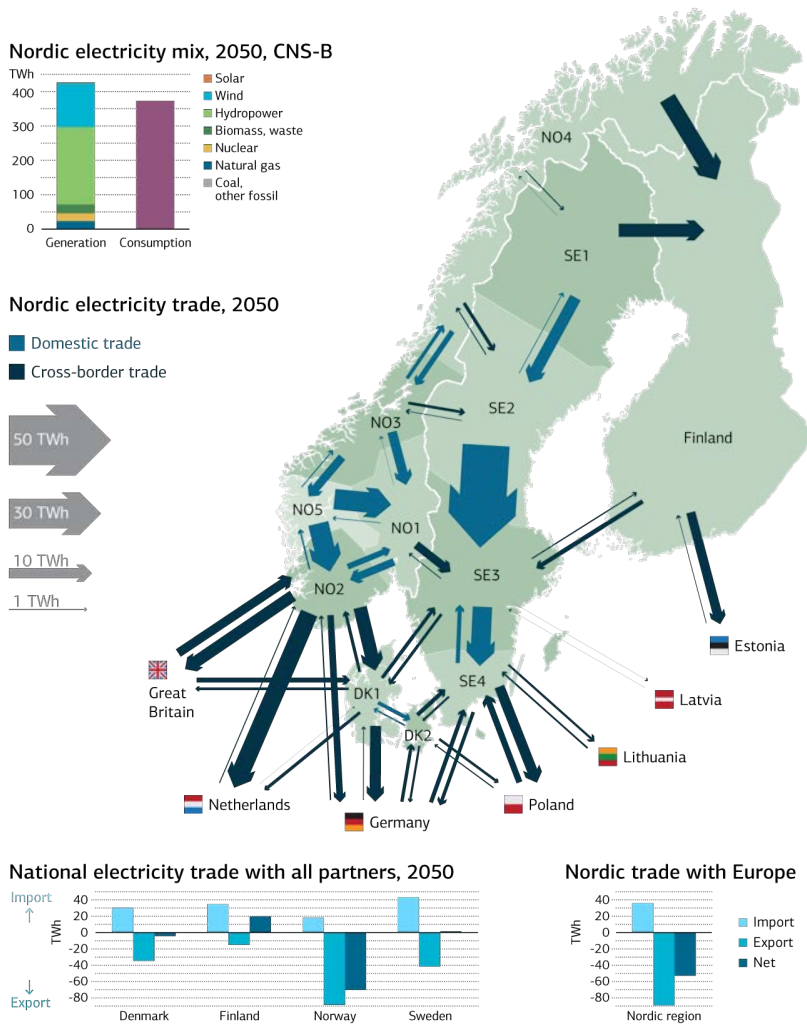 Nordic electricity mix, 2050, CNS-B
TWh
400
300
200
100
0
Generation
Consumption
Solar
Wind
Hydropower
Biomass, waste
Nuclear
Natural gas
Coal,
other fossil
Nordic electricity trade, 2050
Domestic trade
Cross-border trade
50 TWh
30 TWh
10 TWh
1 TWh
NO4
SE1
SE2
NO3
Finland
NO5
NO1
SE3
NO2
Estonia
Great
Britain
DK1
SE4
Latvia
DK2
Lithuania
Netherlands
Germany
Poland
National electricity trade with all partners, 2050
Import
Export
TWh
40
20
0
-20
-40
-60
-80
Denmark
Finland
Norway
Sweden
Nordic trade with Europe
TWh
40
20
0
-20
-40
-60
-80
Nordic region
Import
Export
Net